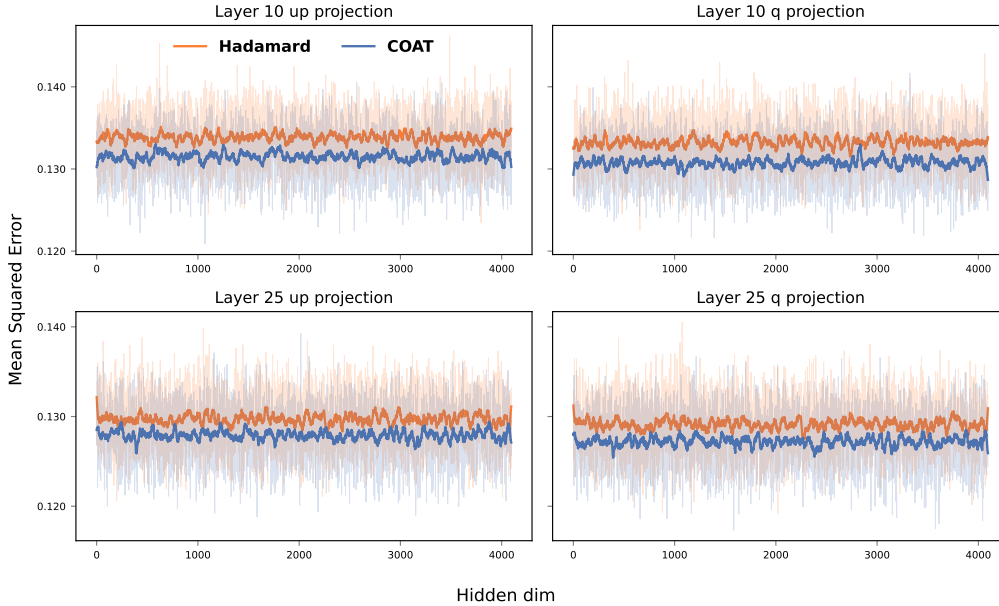 Layer 10 up projection
Layer 10 q projection
Hadamard COAT
0.140
0.130
0.120
0 1000 2000 3000 4000
0 1000 2000 3000 4000
Layer 25 up projection
Layer 25 q projection
0.140
0.130
0.120
0 1000 2000 3000 4000
0 1000 2000 3000 4000
Mean Squared Error
Hidden dim